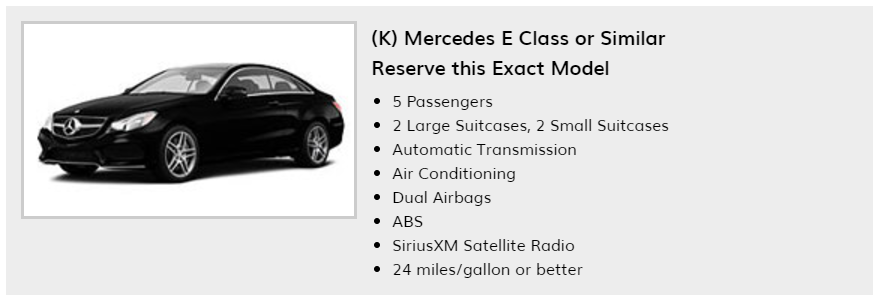 (K) Mercedes E Class or Similar
Reserve this Exact Model
• 5 Passengers
• 2 Large Suitcases, 2 Small Suitcases
• Automatic Transmission
• Air Conditioning
• Dual Airbags
• ABS
• SiriusXM Satellite Radio
• 24 miles/gallon or better